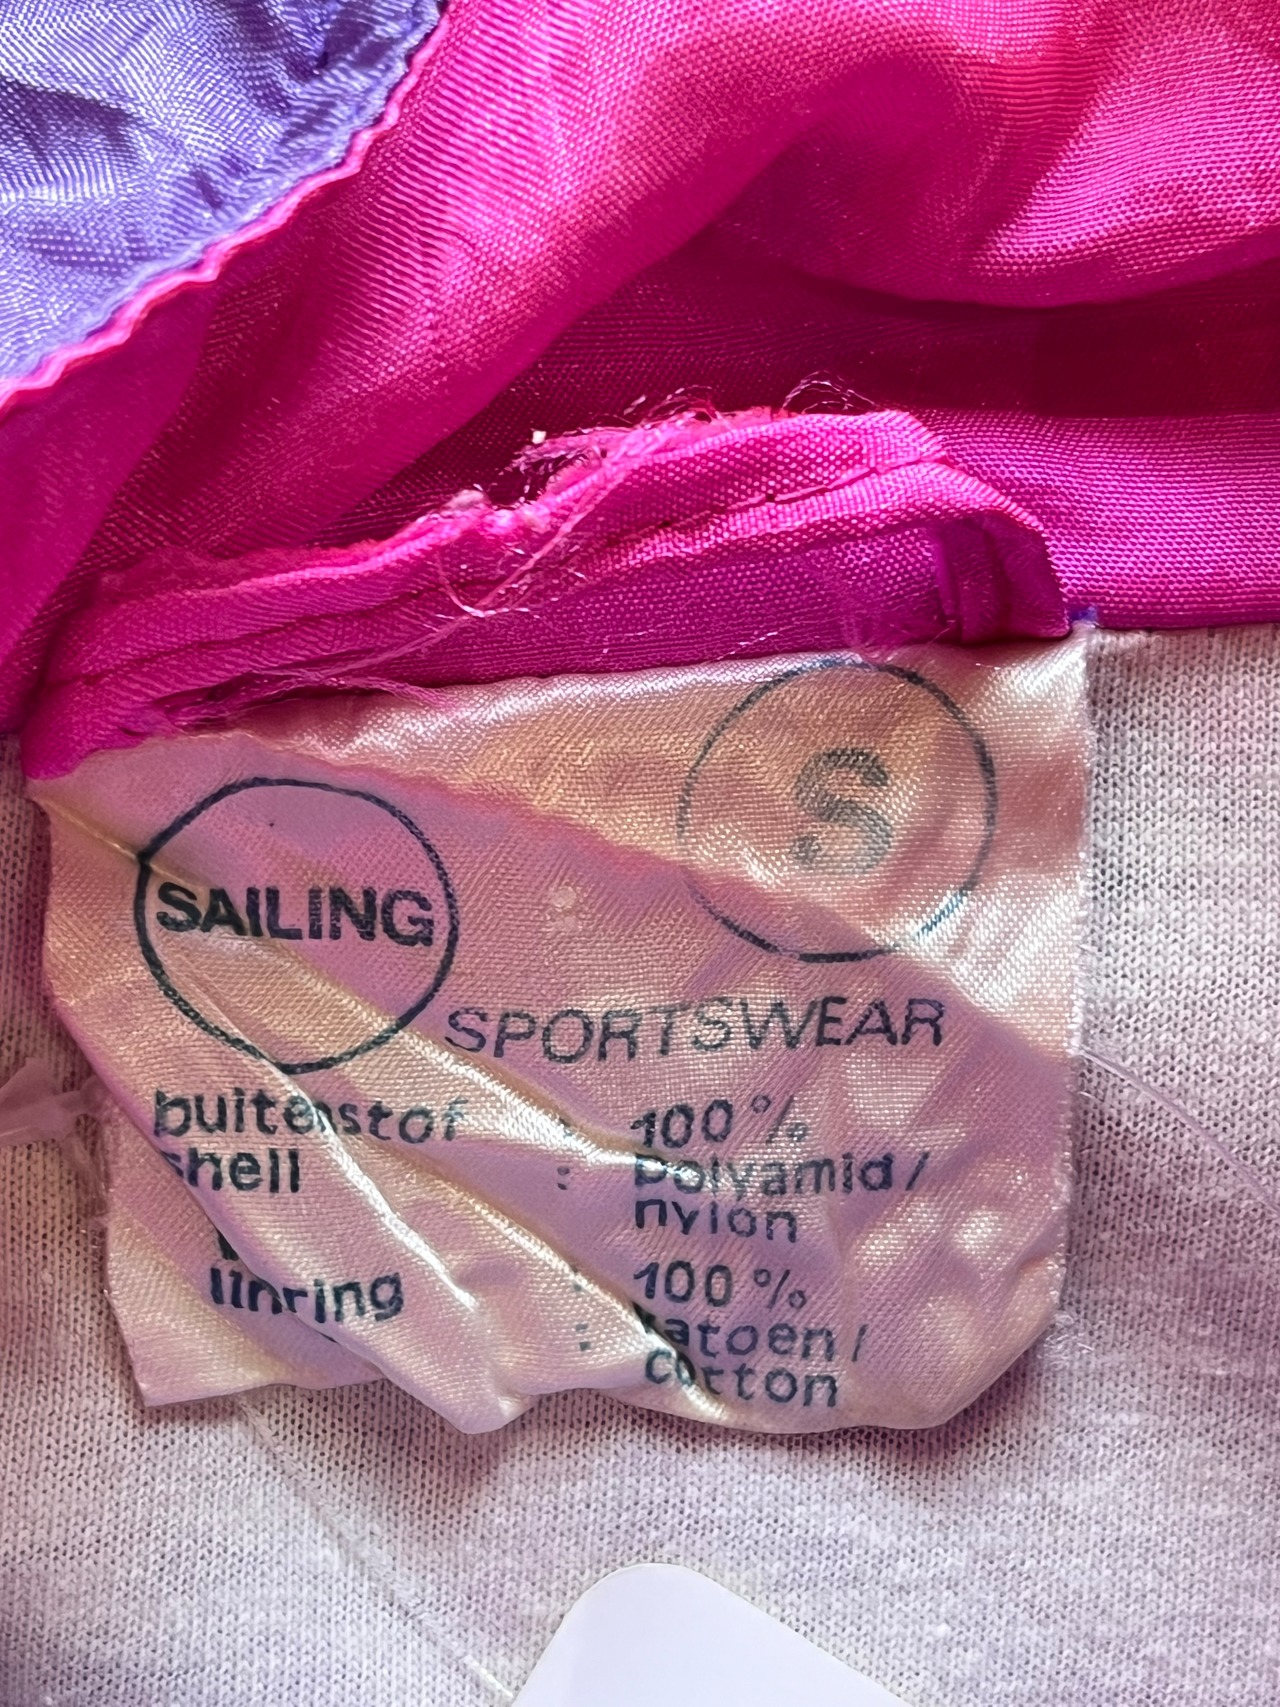 S
SAILING
SPORTSWEAR
buitenstof : 100 %
shell : polyamid /
nylon
: 100 %
linring : katoen /
cotton